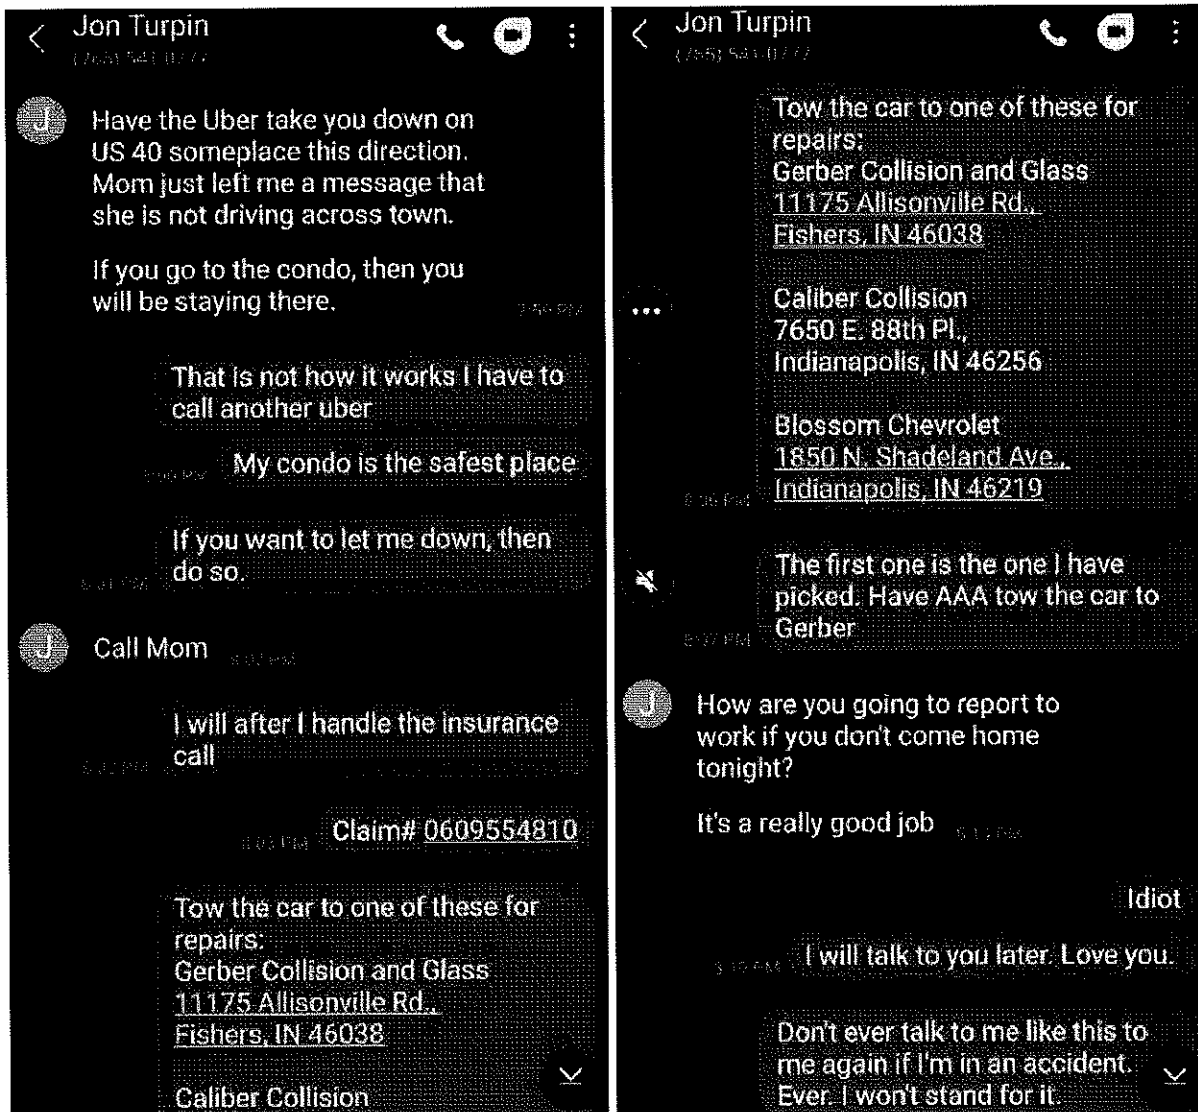 Jon Turpin
J
Have the Uber take you down on
US 40 someplace this direction.
Mom just left me a message that
she is not driving across town.
If you go to the condo, then you
will be staying there.
That is not how it works I have to
call another uber
My condo is the safest place
If you want to let me down, then
do so.
J
Call Mom
I will after I handle the insurance
call
Claim# 0609554810
Tow the car to one of these for
repairs:
Gerber Collision and Glass
11175 Allisonville Rd.,
Fishers, IN 46038
Caliber Collision
Jon Turpin
Tow the car to one of these for
repairs:
Gerber Collision and Glass
11175 Allisonville Rd.,
Fishers, IN 46038
Caliber Collision
7650 E. 88th Pl.,
Indianapolis, IN 46256
Blossom Chevrolet
1850 N. Shadeland Ave.,
Indianapolis, IN 46219
The first one is the one I have
picked. Have AAA tow the car to
Gerber
J
How are you going to report to
work if you don't come home
tonight?
It's a really good job
Idiot
I will talk to you later. Love you.
Don't ever talk to me like this to
me again if I'm in an accident.
Ever. I won't stand for it.